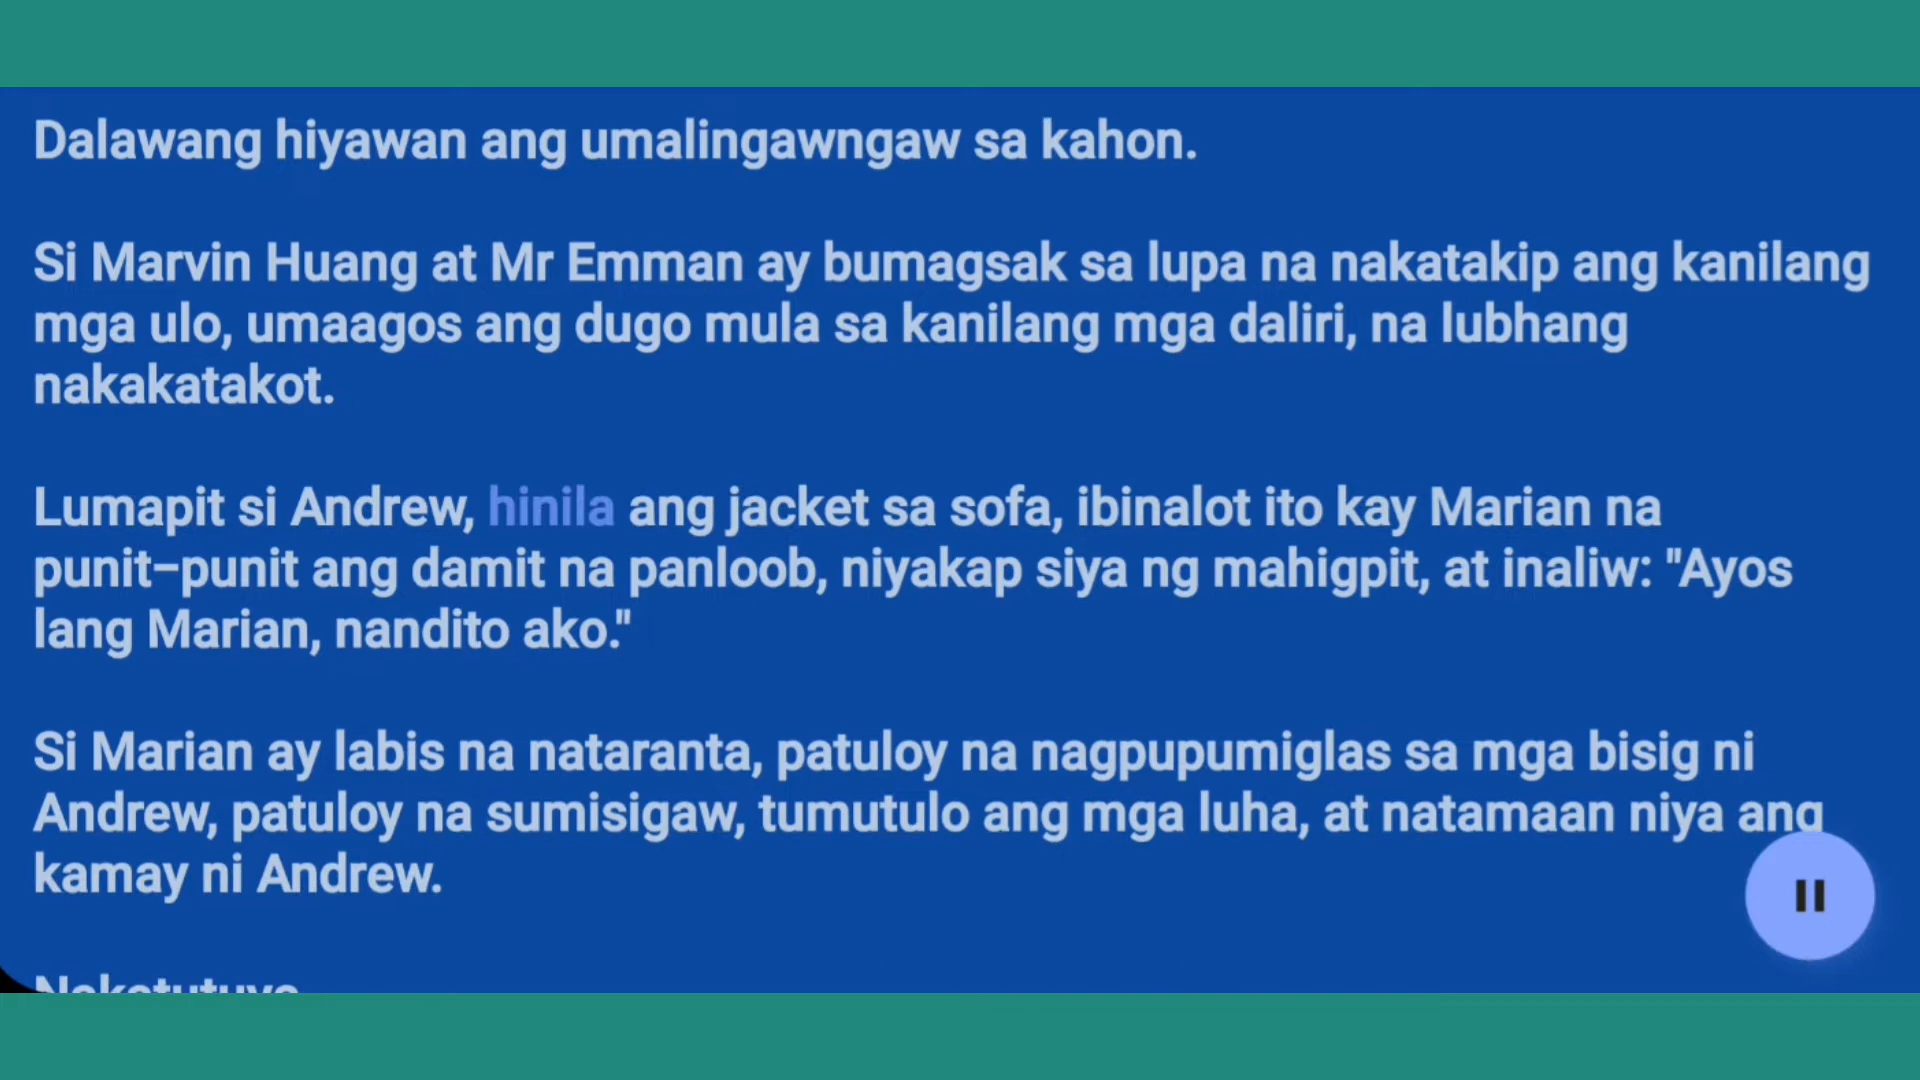 Dalawang hiyawan ang umalingawngaw sa kahon.
Si Marvin Huang at Mr Emman ay bumagsak sa lupa na nakatakip ang kanilang
mga ulo, umaagos ang dugo mula sa kanilang mga daliri, na lubhang
nakakatakot.
Lumapit si Andrew, hinila ang jacket sa sofa, ibinalot ito kay Marian na
punit-punit ang damit na panloob, niyakap siya ng mahigpit, at inaliw: "Ayos
lang Marian, nandito ako."
Si Marian ay labis na nataranta, patuloy na nagpupumiglas sa mga bisig ni
Andrew, patuloy na sumisigaw, tumutulo ang mga luha, at natamaan niya ang
kamay ni Andrew.